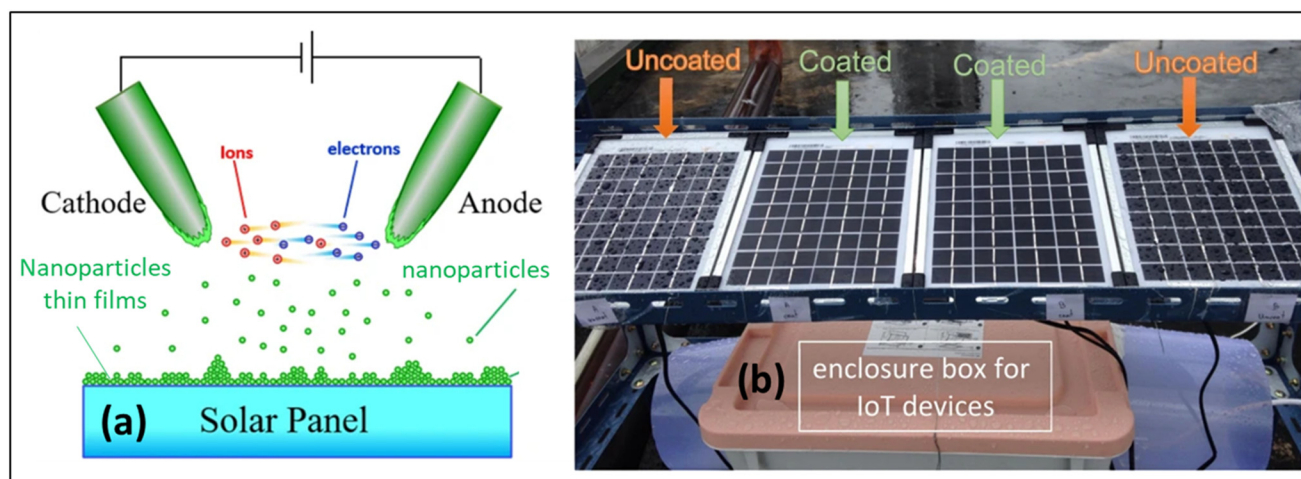 Ions
electrons
Cathode
Anode
Nanoparticles
thin films
nanoparticles
(a) Solar Panel
Uncoated
Coated
Coated
Uncoated
A
B
B
(b)
enclosure box for
IoT devices